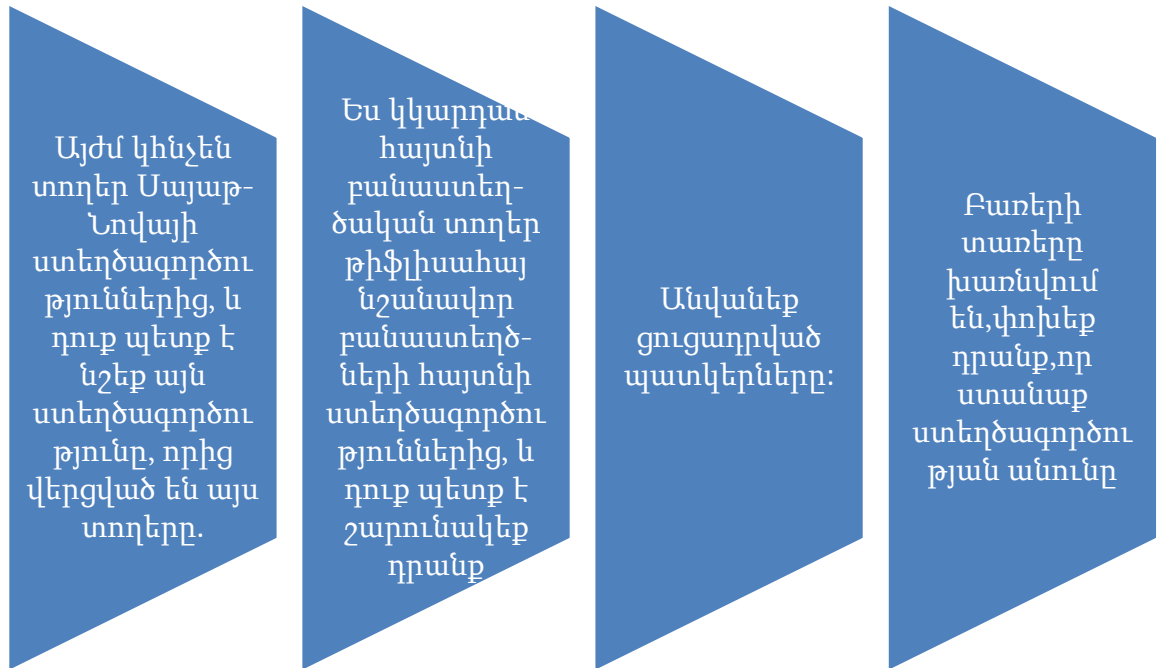 Այժմ կհնչեն
տողեր Սայաթ-
Նովայի
ստեղծագործու
թյուններից, և
դուք պետք է
նշեք այն
ստեղծագործու
թյունը, որից
վերցված են այս
տողերը.
Ես կկարդամ
հայտնի
բանաստեղ-
ծական տողեր
թիֆլիսահայ
նշանավոր
բանաստեղծ-
ների հայտնի
ստեղծագործու
թյուններից, և
դուք պետք է
շարունակեք
դրանք
Անվանեք
ցուցադրված
պատկերները:
Բառերի
տառերը
խառնվում
են,փոխեք
դրանք,որ
ստանաք
ստեղծագործու
թյան անունը